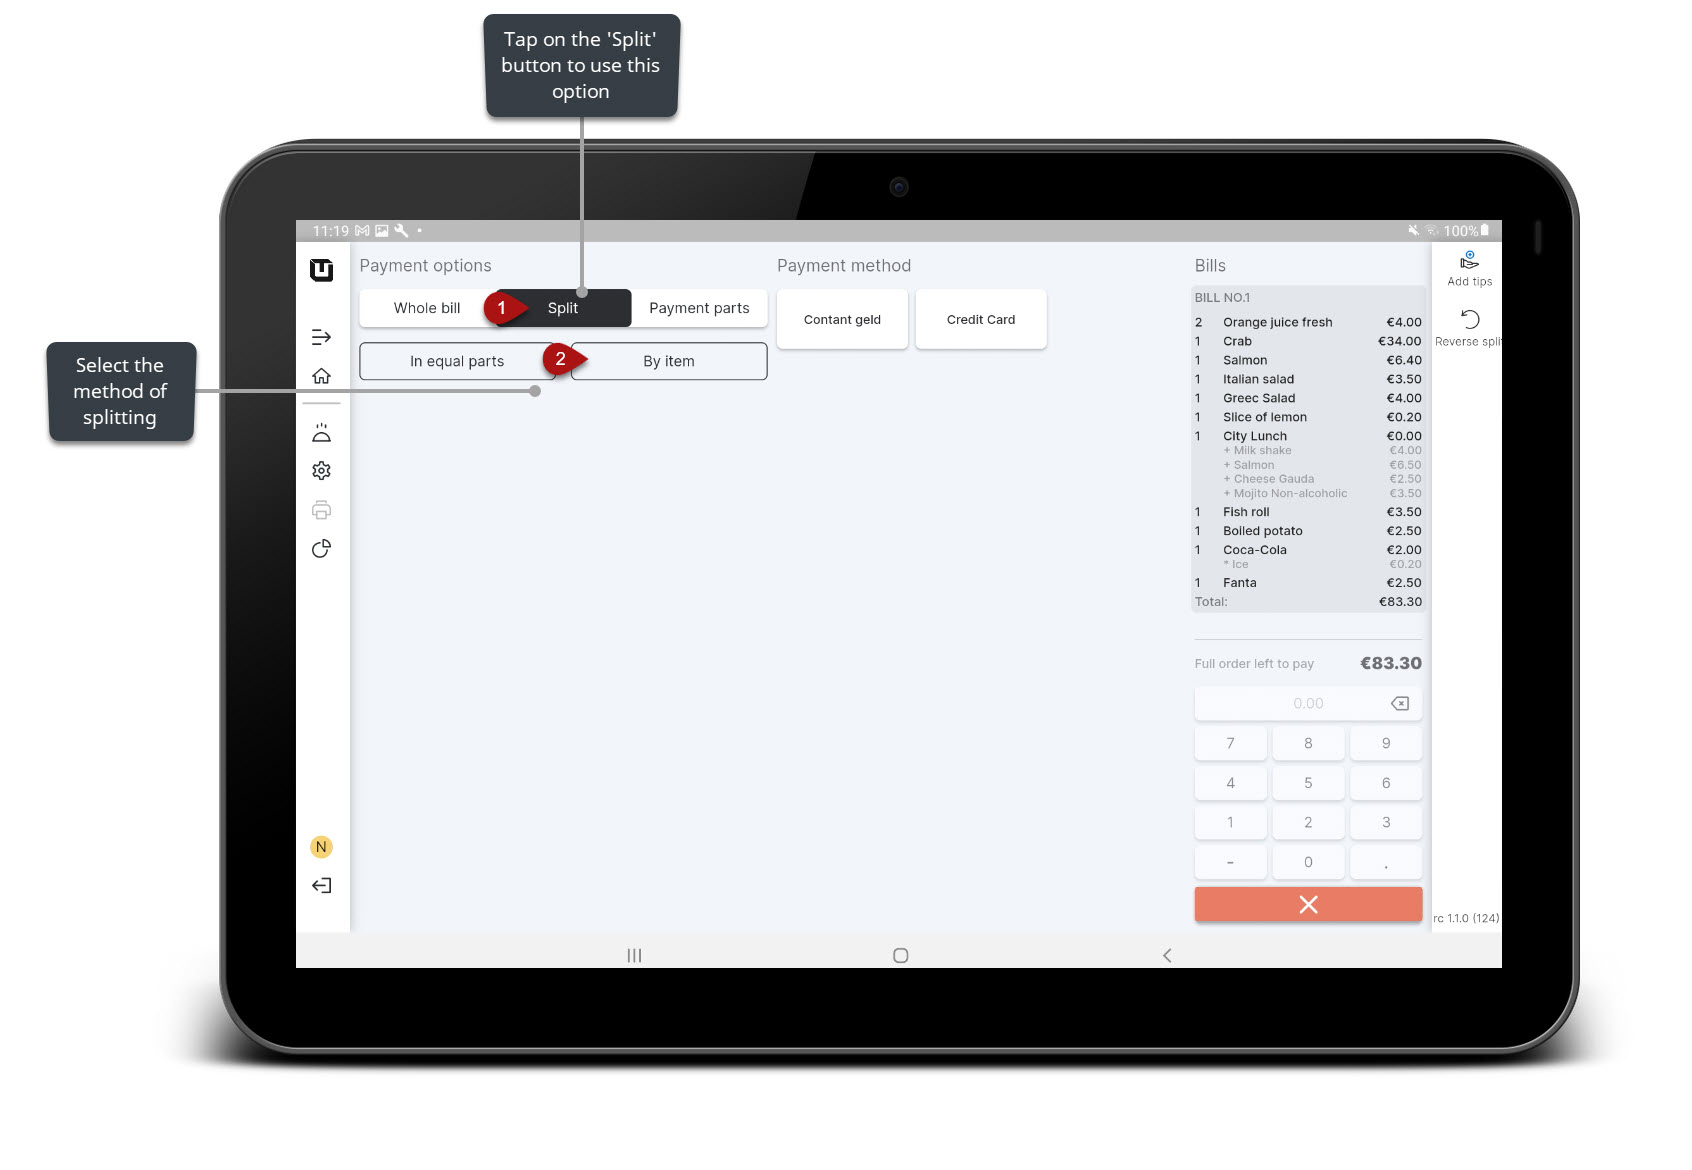 Tap on the 'Split'
button to use this
option
Select the
method of
splitting
11:19
100%
Payment options
Whole bill
1
Split
Payment parts
In equal parts
2
By item
Payment method
Contant geld
Credit Card
Bills
BILL NO.1
2 Orange juice fresh €4.00
1 Crab €34.00
1 Salmon €6.40
1 Italian salad €3.50
1 Greec Salad €4.00
1 Slice of lemon €0.20
1 City Lunch €0.00
+ Milk shake €4.00
+ Salmon €6.50
+ Cheese Gauda €2.50
+ Mojito Non-alcoholic €3.50
1 Fish roll €3.50
1 Boiled potato €2.50
1 Coca-Cola €2.00
* Ice €0.20
1 Fanta €2.50
Total: €83.30
Full order left to pay €83.30
0.00
7 8 9
4 5 6
1 2 3
- 0 .
Add tips
Reverse split
rc 1.1.0 (124)
N